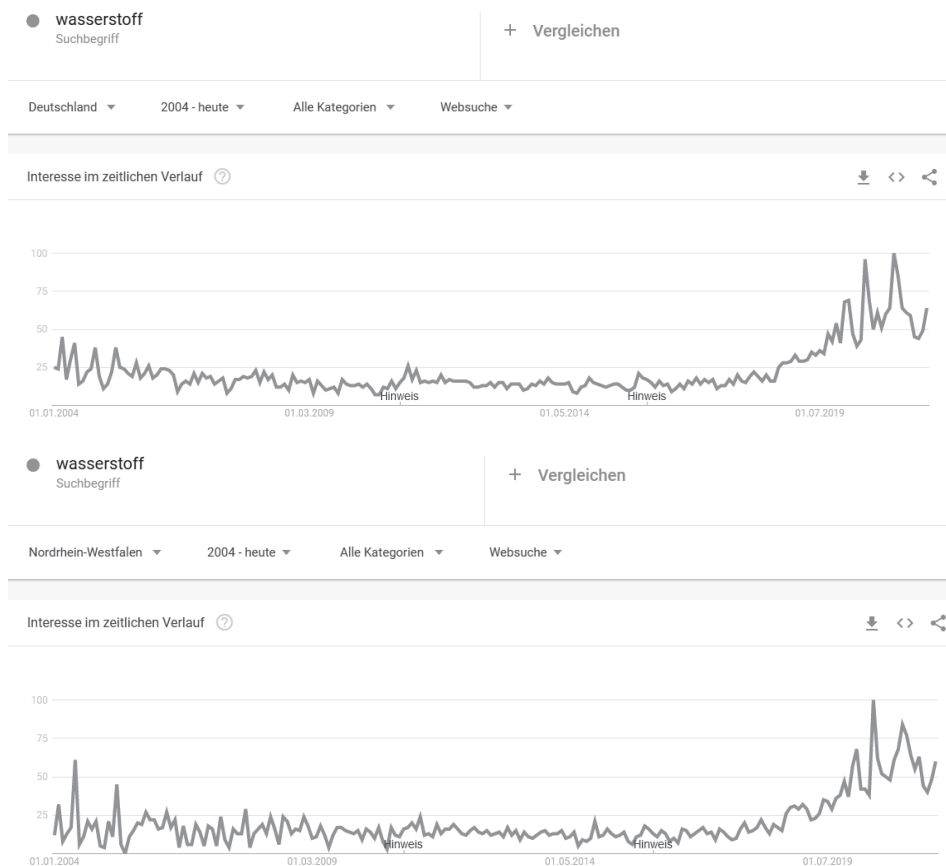 wasserstoff
Suchbegriff
+ Vergleichen
Deutschland
2004 - heute
Alle Kategorien
Websuche
Interesse im zeitlichen Verlauf
100
75
50
25
Hinweis
Hinweis
01.01.2004
01.03.2009
01.05.2014
01.07.2019
wasserstoff
Suchbegriff
+ Vergleichen
Nordrhein-Westfalen
2004 - heute
Alle Kategorien
Websuche
Interesse im zeitlichen Verlauf
100
75
50
25
Hinweis
Hinweis
01.01.2004
01.03.2009
01.05.2014
01.07.2019